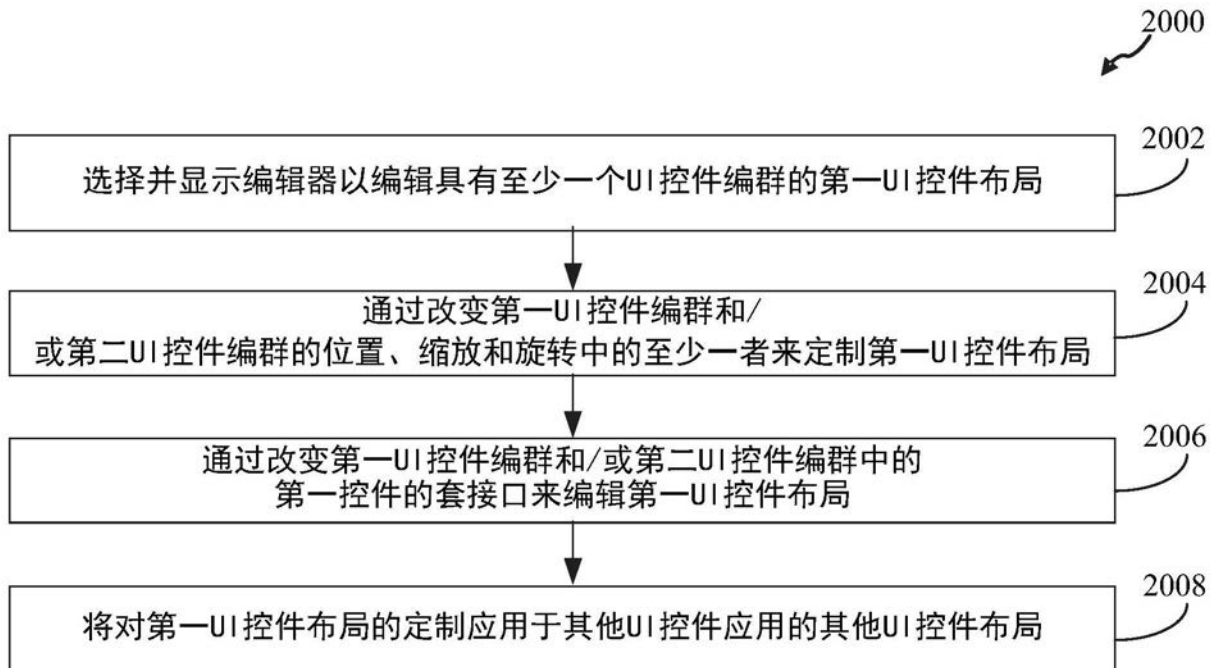 2000
2002
选择并显示编辑器以编辑具有至少一个UI控件编群的第一UI控件布局
2004
通过改变第一UI控件编群和/
或第二UI控件编群的位置、缩放和旋转中的至少一者来定制第一UI控件布局
2006
通过改变第一UI控件编群和/或第二UI控件编群中的
第一控件的套接口来编辑第一UI控件布局
2008
将对第一UI控件布局的定制应用于其他UI控件应用的其他UI控件布局